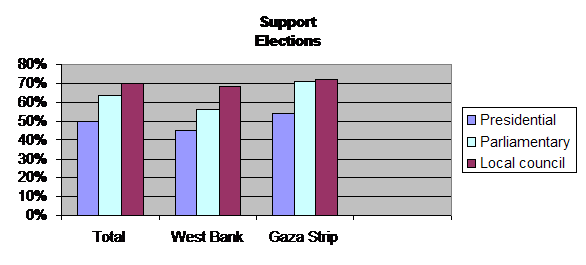 Support
Elections
80%
70%
60%
50%
40%
30%
20%
10%
0%
Total West Bank Gaza Strip
Presidential
Parliamentary
Local council